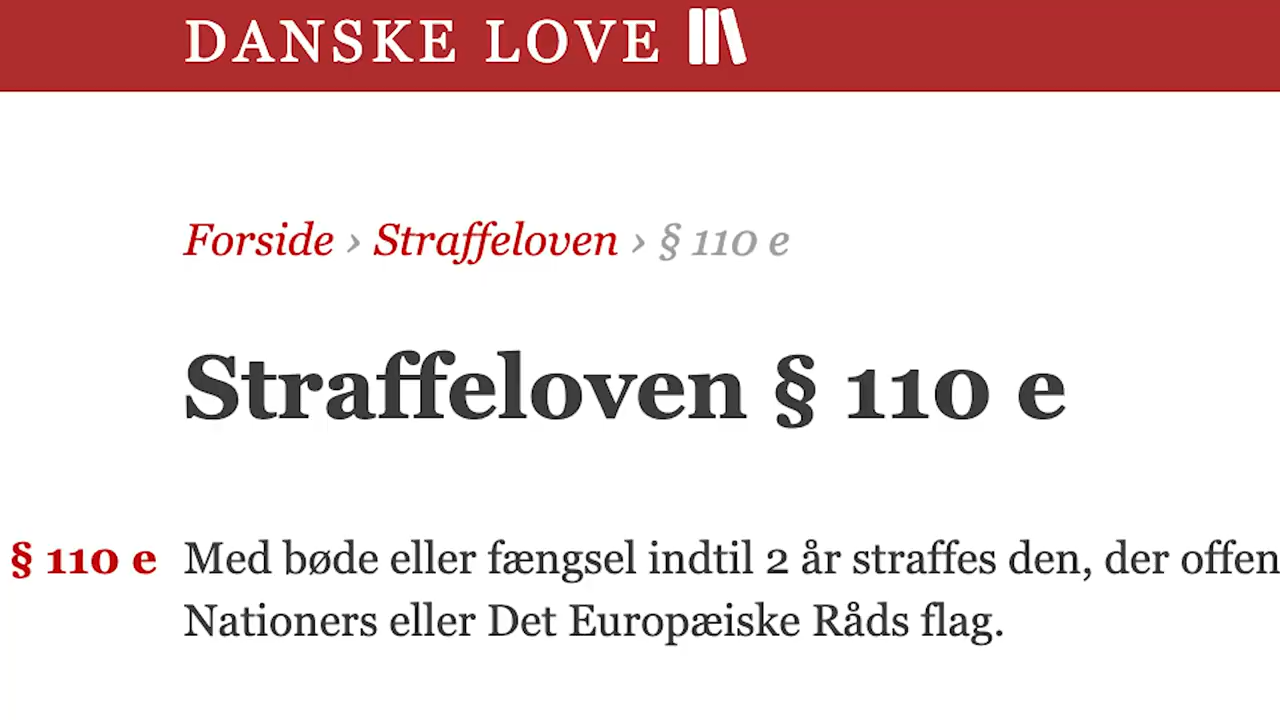 DANSKE LOVE
Forside › Straffeloven › § 110 e
Straffeloven § 110 e
§ 110 e Med bøde eller fængsel indtil 2 år straffes den, der offen
Nationers eller Det Europæiske Råds flag.